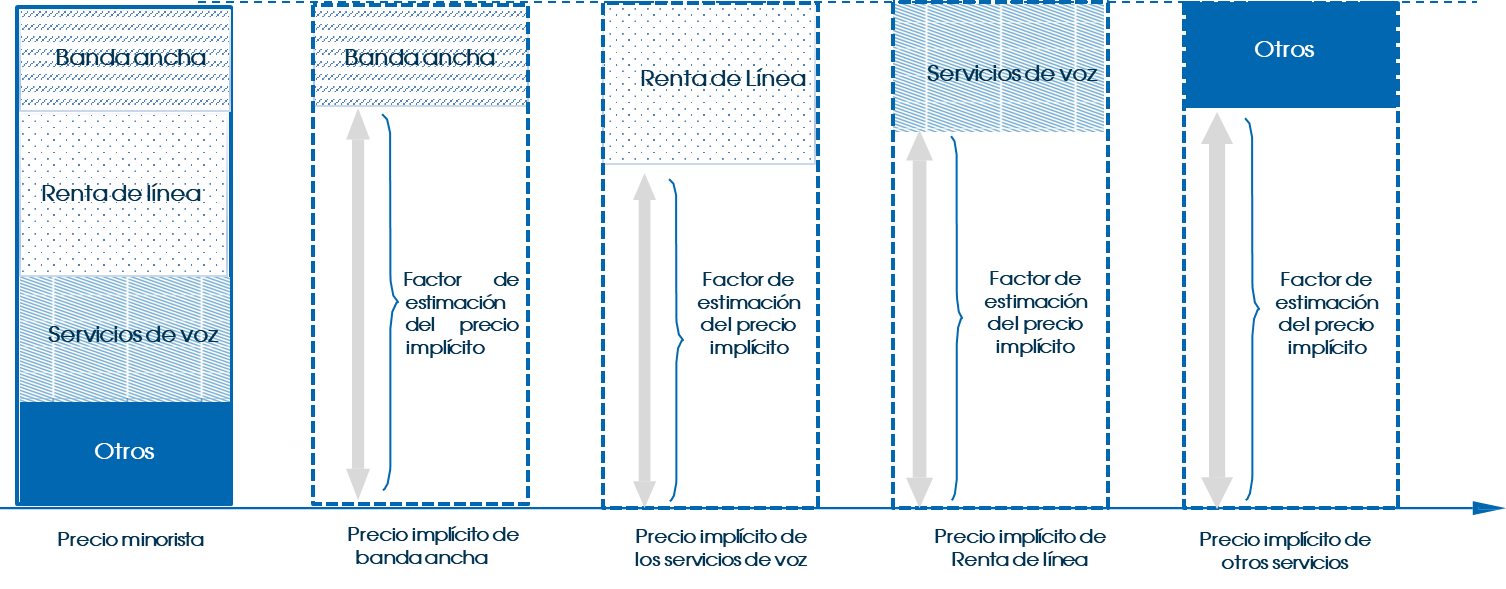 Banda ancha
Renta de línea
Servicios de voz
Otros
Precio minorista
Banda ancha
Factor de
estimación
del precio
implícito
Precio implícito de
banda ancha
Renta de Línea
Factor de
estimación
del precio
implícito
Precio implícito de
los servicios de voz
Servicios de voz
Factor de
estimación
del precio
implícito
Precio implícito de
Renta de línea
Otros
Factor de
estimación
del precio
implícito
Precio implícito de
otros servicios